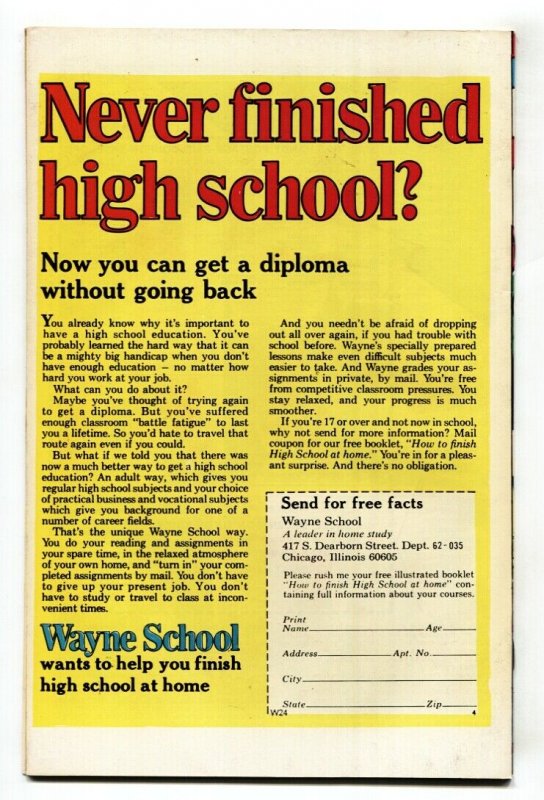 Never finished
high school?
Now you can get a diploma
without going back
You already know why it's important to
have a high school education. You've
probably learned the hard way that it can
be a mighty big handicap when you don't
have enough education – no matter how
hard you work at your job.
What can you do about it?
Maybe you've thought of trying again
to get a diploma. But you've suffered
enough classroom "battle fatigue" to last
you a lifetime. So you'd hate to travel that
route again even if you could.
But what if we told you that there was
now a much better way to get a high school
education? An adult way, which gives you
regular high school subjects and your choice
of practical business and vocational subjects
which give you background for one of a
number of career fields.
That's the unique Wayne School way.
You do your reading and assignments in
your spare time, in the relaxed atmosphere
of your own home, and "turn in" your com-
pleted assignments by mail. You don't have
to give up your present job. You don't
have to study or travel to class at incon-
venient times.
Wayne School
wants to help you finish
high school at home
And you needn't be afraid of dropping
out all over again, if you had trouble with
school before. Wayne's specially prepared
lessons make even difficult subjects much
easier to take. And Wayne grades your as-
signments in private, by mail. You're free
from competitive classroom pressures. You
stay relaxed, and your progress is much
smoother.
If you're 17 or over and not now in school,
why not send for more information? Mail
coupon for our free booklet, "How to finish
High School at home." You're in for a pleas-
ant surprise. And there's no obligation.
Send for free facts
Wayne School
A leader in home study
417 S. Dearborn Street. Dept. 62-035
Chicago, Illinois 60605
Please rush me your free illustrated booklet
"How to finish High School at home" con-
taining full information about your courses.
Print
Name Age
Address Apt. No.
City
State Zip
W24 4